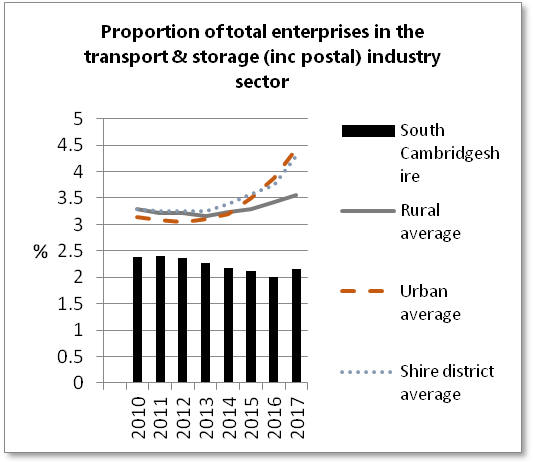 Proportion of total enterprises in the
transport & storage (inc postal) industry
sector
5
4.5
4
3.5
3
2.5
2
1.5
1
0.5
0
%
2010
2011
2012
2013
2014
2015
2016
2017
South
Cambridgesh
ire
Rural
average
Urban
average
Shire district
average